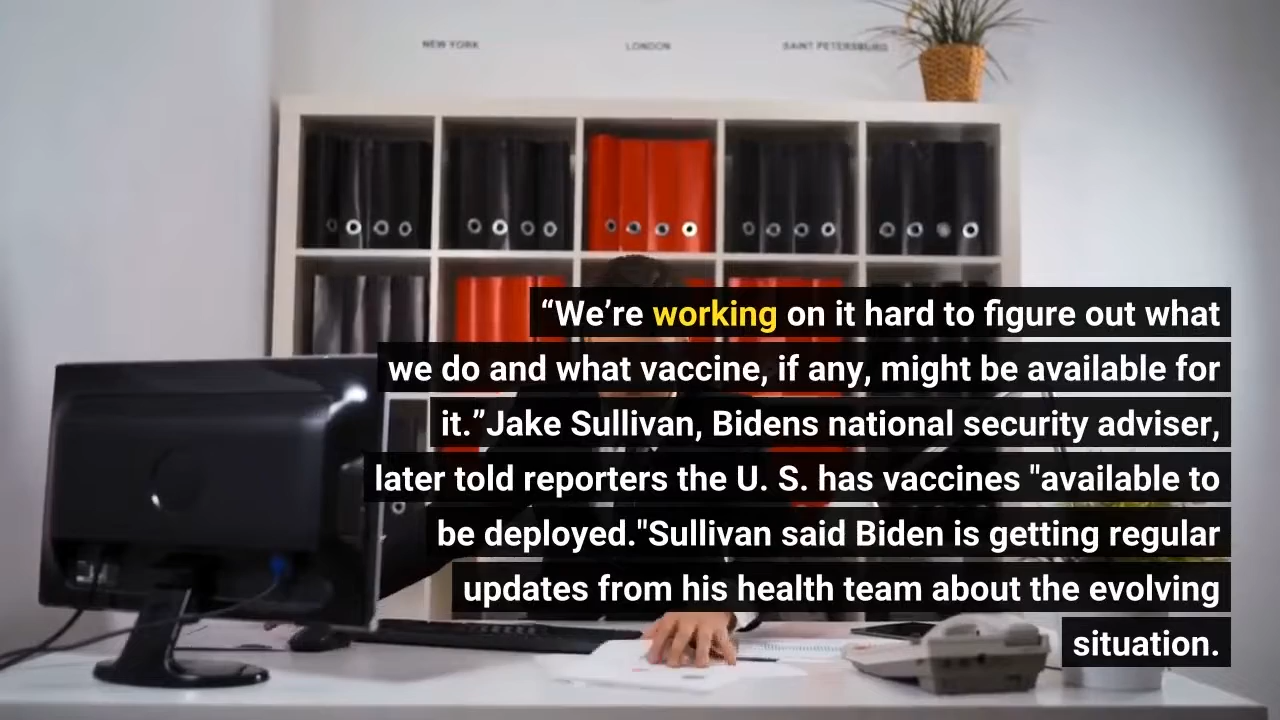 NEW YORK LONDON SAINT PETERSBURG
“We’re working on it hard to figure out what
we do and what vaccine, if any, might be available for
it.”Jake Sullivan, Bidens national security adviser,
later told reporters the U. S. has vaccines "available to
be deployed."Sullivan said Biden is getting regular
updates from his health team about the evolving
situation.